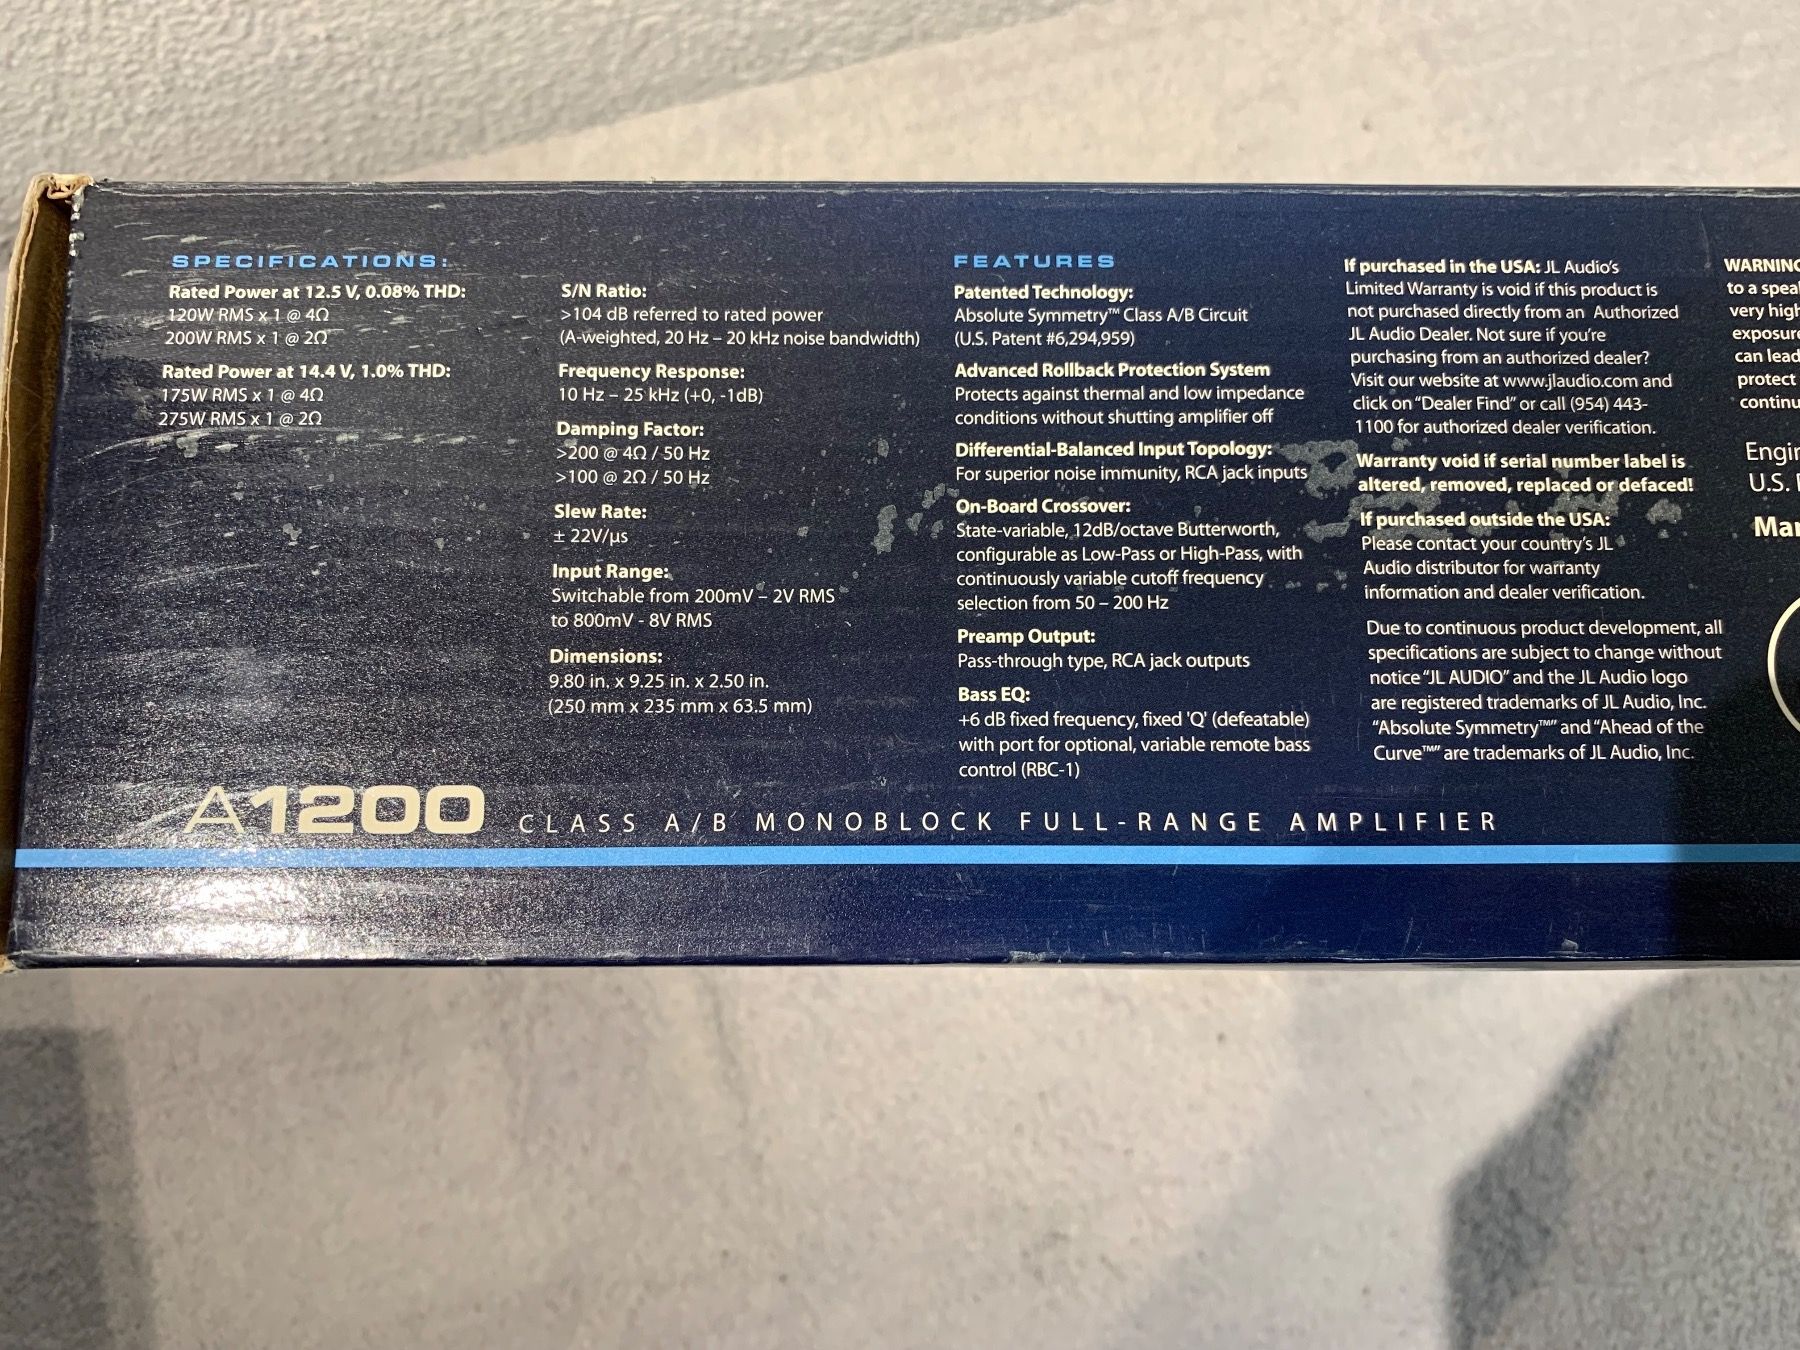 SPECIFICATIONS:
Rated Power at 12.5 V, 0.08% THD:
120W RMS x 1 @ 4Ω
200W RMS x 1 @ 2Ω
Rated Power at 14.4 V, 1.0% THD:
175W RMS x 1 @ 4Ω
275W RMS x 1 @ 2Ω
S/N Ratio:
>104 dB referred to rated power
(A-weighted, 20 Hz – 20 kHz noise bandwidth)
Frequency Response:
10 Hz – 25 kHz (+0, -1dB)
Damping Factor:
>200 @ 4Ω / 50 Hz
>100 @ 2Ω / 50 Hz
Slew Rate:
± 22V/µs
Input Range:
Switchable from 200mV – 2V RMS
to 800mV - 8V RMS
Dimensions:
9.80 in. x 9.25 in. x 2.50 in.
(250 mm x 235 mm x 63.5 mm)
FEATURES
Patented Technology:
Absolute Symmetry™ Class A/B Circuit
(U.S. Patent #6,294,959)
Advanced Rollback Protection System
Protects against thermal and low impedance
conditions without shutting amplifier off
Differential-Balanced Input Topology:
For superior noise immunity, RCA jack inputs
On-Board Crossover:
State-variable, 12dB/octave Butterworth,
configurable as Low-Pass or High-Pass, with
continuously variable cutoff frequency
selection from 50 – 200 Hz
Preamp Output:
Pass-through type, RCA jack outputs
Bass EQ:
+6 dB fixed frequency, fixed 'Q' (defeatable)
with port for optional, variable remote bass
control (RBC-1)
If purchased in the USA: JL Audio's
Limited Warranty is void if this product is
not purchased directly from an Authorized
JL Audio Dealer. Not sure if you're
purchasing from an authorized dealer?
Visit our website at www.jlaudio.com and
click on "Dealer Find" or call (954) 443-
1100 for authorized dealer verification.
Warranty void if serial number label is
altered, removed, replaced or defaced!
If purchased outside the USA:
Please contact your country's JL
Audio distributor for warranty
information and dealer verification.
Due to continuous product development, all
specifications are subject to change without
notice "JL AUDIO" and the JL Audio logo
are registered trademarks of JL Audio, Inc.
"Absolute Symmetry™" and "Ahead of the
Curve™" are trademarks of JL Audio, Inc.
WARNING
to a spea
very high
exposure
can lead
protect
continu
Engin
U.S.
Man
A1200 CLASS A/B MONOBLOCK FULL-RANGE AMPLIFIER